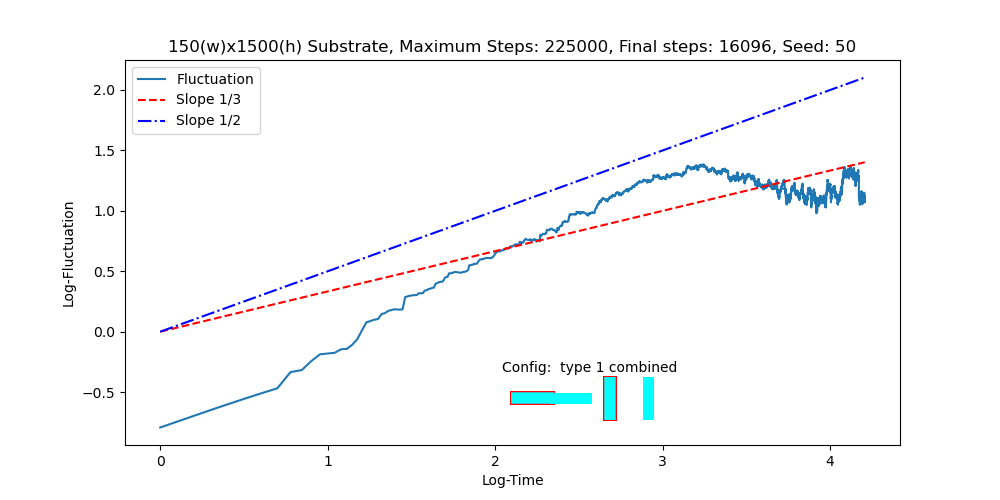 150(w)x1500(h) Substrate, Maximum Steps: 225000, Final steps: 16096, Seed: 50
Fluctuation
Slope 1/3
Slope 1/2
2.0
1.5
1.0
0.5
0.0
−0.5
Log-Fluctuation
Config:  type 1 combined
0 1 2 3 4
Log-Time